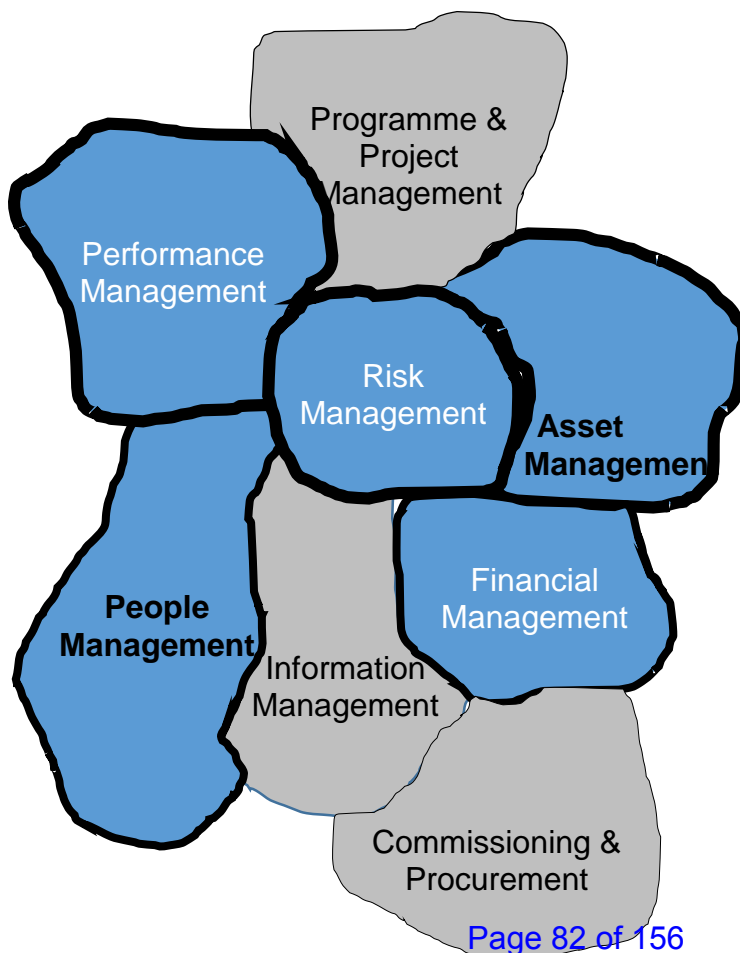 Programme &
Project
Management
Performance
Management
Risk
Management
Asset
Managemen
Financial
Management
People
Management
Information
Management
Commissioning &
Procurement
Page 82 of 156